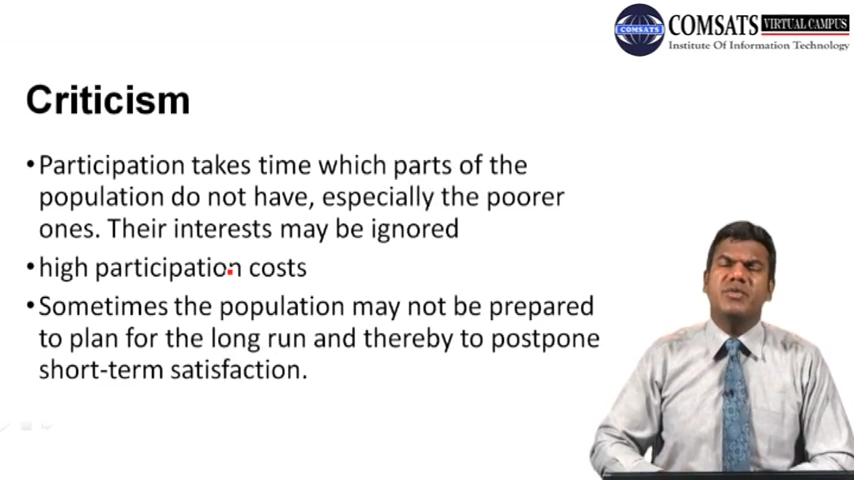 COMSATS
COMSATS VIRTUAL CAMPUS
Institute Of Information Technology
Criticism
•Participation takes time which parts of the
population do not have, especially the poorer
ones. Their interests may be ignored
•high participation costs
•Sometimes the population may not be prepared
to plan for the long run and thereby to postpone
short-term satisfaction.